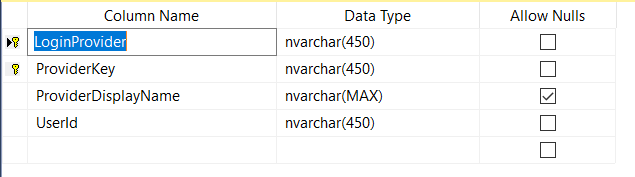 Column Name Data Type Allow Nulls
LoginProvider nvarchar(450)
ProviderKey nvarchar(450)
ProviderDisplayName nvarchar(MAX)
UserId nvarchar(450)